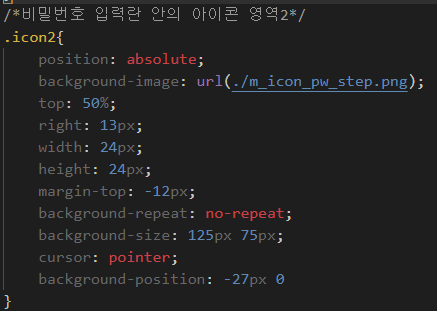 /*비밀번호 입력란 안의 아이콘 영역2*/
.icon2{
position: absolute;
background-image: url(./m_icon_pw_step.png);
top: 50%;
right: 13px;
width: 24px;
height: 24px;
margin-top: -12px;
background-repeat: no-repeat;
background-size: 125px 75px;
cursor: pointer;
background-position: -27px 0
}